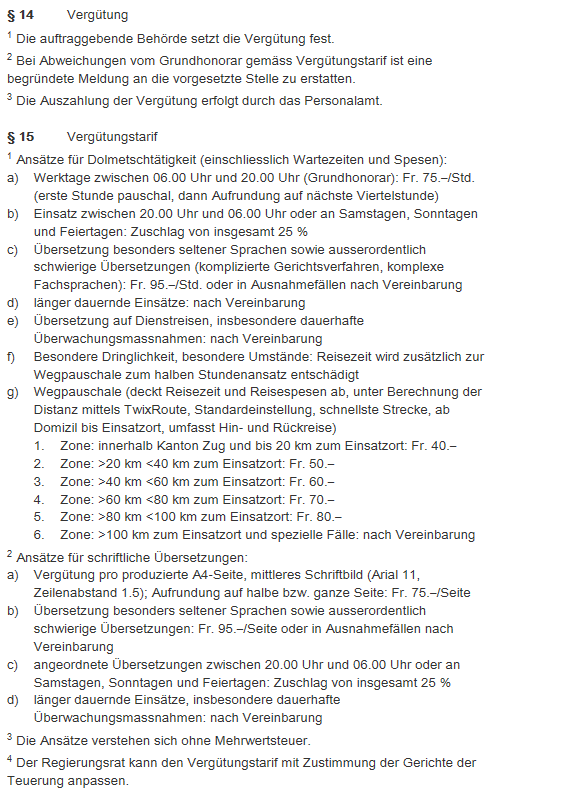 § 14 Vergütung
1 Die auftraggebende Behörde setzt die Vergütung fest.
2 Bei Abweichungen vom Grundhonorar gemäss Vergütungstarif ist eine
begründete Meldung an die vorgesetzte Stelle zu erstatten.
3 Die Auszahlung der Vergütung erfolgt durch das Personalamt.
§ 15 Vergütungstarif
1 Ansätze für Dolmetschtätigkeit (einschliesslich Wartezeiten und Spesen):
a) Werktage zwischen 06.00 Uhr und 20.00 Uhr (Grundhonorar): Fr. 75.–/Std.
(erste Stunde pauschal, dann Aufrundung auf nächste Viertelstunde)
b) Einsatz zwischen 20.00 Uhr und 06.00 Uhr oder an Samstagen, Sonntagen
und Feiertagen: Zuschlag von insgesamt 25 %
c) Übersetzung besonders seltener Sprachen sowie ausserordentlich
schwierige Übersetzungen (komplizierte Gerichtsverfahren, komplexe
Fachsprachen): Fr. 95.–/Std. oder in Ausnahmefällen nach Vereinbarung
d) länger dauernde Einsätze: nach Vereinbarung
e) Übersetzung auf Dienstreisen, insbesondere dauerhafte
Überwachungsmassnahmen: nach Vereinbarung
f) Besondere Dringlichkeit, besondere Umstände: Reisezeit wird zusätzlich zur
Wegpauschale zum halben Stundenansatz entschädigt
g) Wegpauschale (deckt Reisezeit und Reisespesen ab, unter Berechnung der
Distanz mittels TwixRoute, Standardeinstellung, schnellste Strecke, ab
Domizil bis Einsatzort, umfasst Hin- und Rückreise)
1. Zone: innerhalb Kanton Zug und bis 20 km zum Einsatzort: Fr. 40.–
2. Zone: >20 km <40 km zum Einsatzort: Fr. 50.–
3. Zone: >40 km <60 km zum Einsatzort: Fr. 60.–
4. Zone: >60 km <80 km zum Einsatzort: Fr. 70.–
5. Zone: >80 km <100 km zum Einsatzort: Fr. 80.–
6. Zone: >100 km zum Einsatzort und spezielle Fälle: nach Vereinbarung
2 Ansätze für schriftliche Übersetzungen:
a) Vergütung pro produzierte A4-Seite, mittleres Schriftbild (Arial 11,
Zeilenabstand 1.5); Aufrundung auf halbe bzw. ganze Seite: Fr. 75.–/Seite
b) Übersetzung besonders seltener Sprachen sowie ausserordentlich
schwierige Übersetzungen: Fr. 95.–/Seite oder in Ausnahmefällen nach
Vereinbarung
c) angeordnete Übersetzungen zwischen 20.00 Uhr und 06.00 Uhr oder an
Samstagen, Sonntagen und Feiertagen: Zuschlag von insgesamt 25 %
d) länger dauernde Einsätze, insbesondere dauerhafte
Überwachungsmassnahmen: nach Vereinbarung
3 Die Ansätze verstehen sich ohne Mehrwertsteuer.
4 Der Regierungsrat kann den Vergütungstarif mit Zustimmung der Gerichte der
Teuerung anpassen.